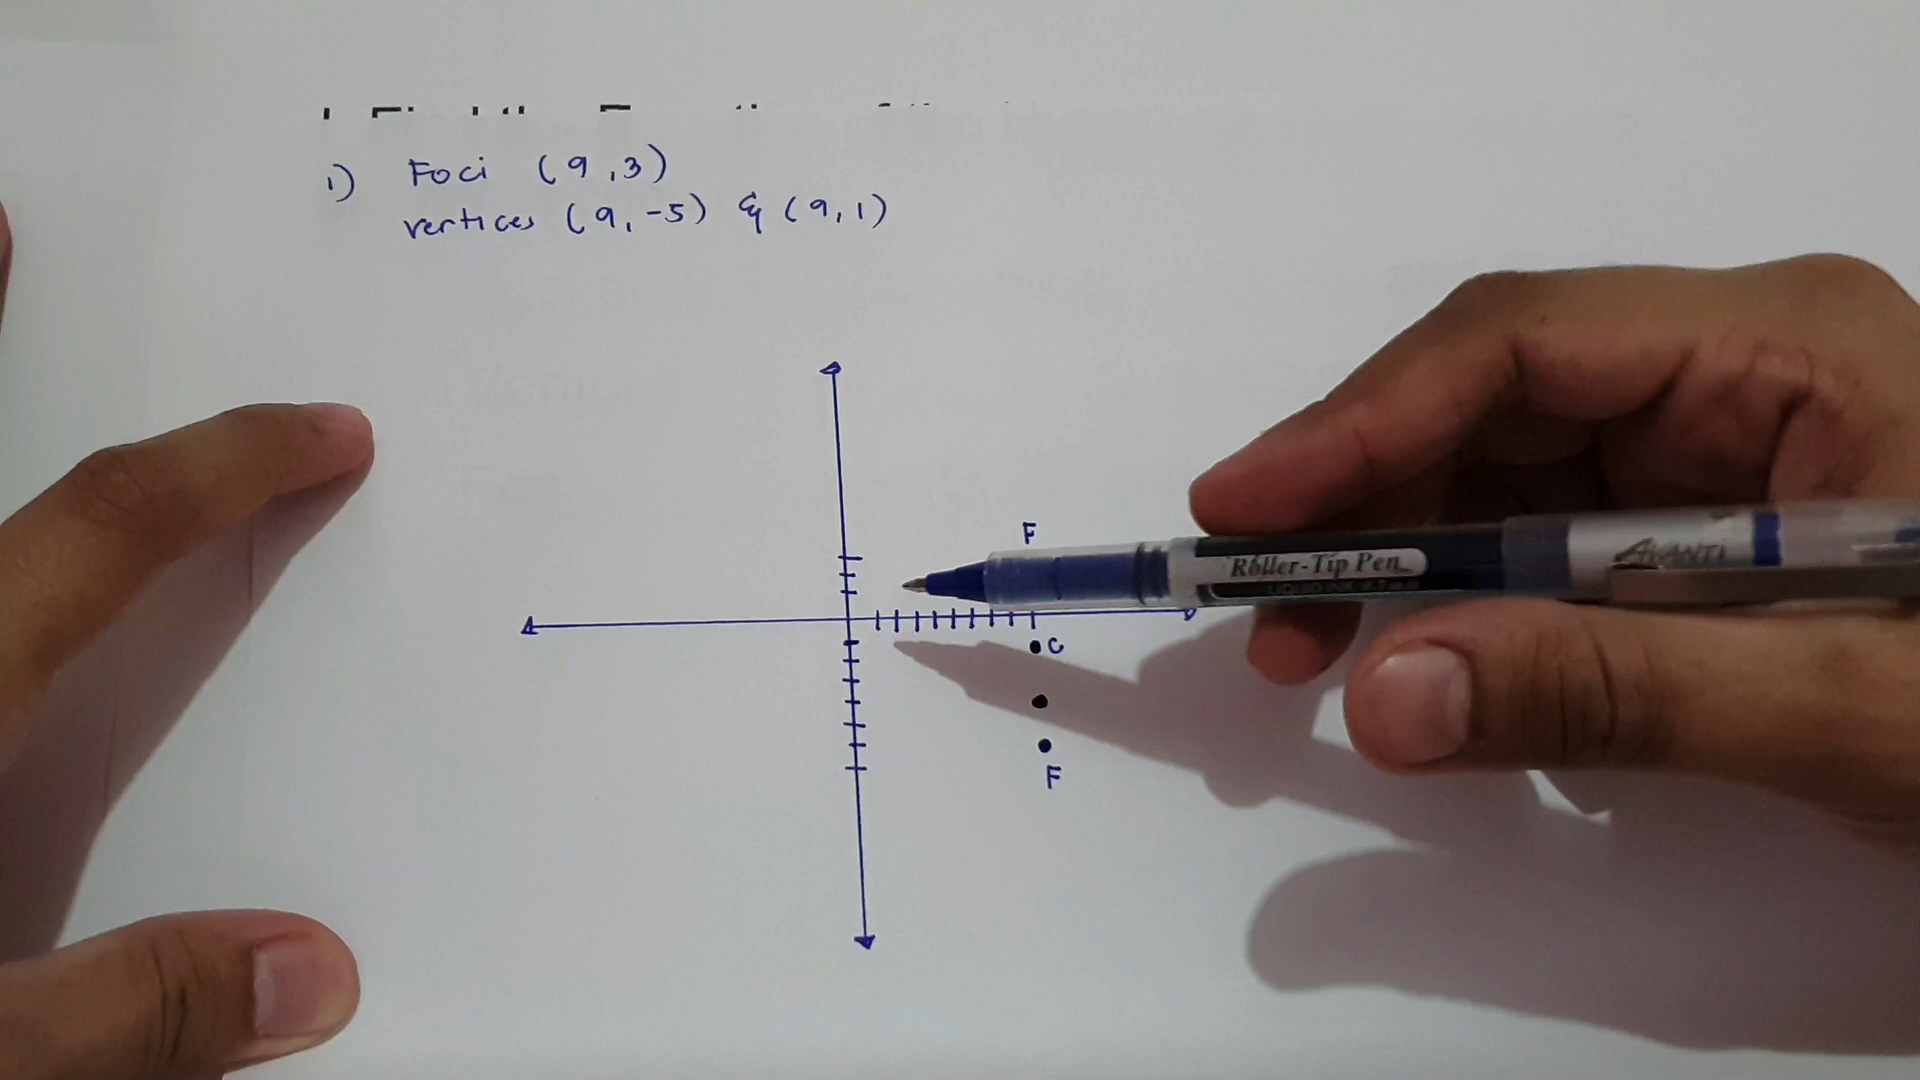 1) Foci (9,3)
vertices (9,-5) & (9,1)
F
Roller-Tip Pen
AVANTI
C
F